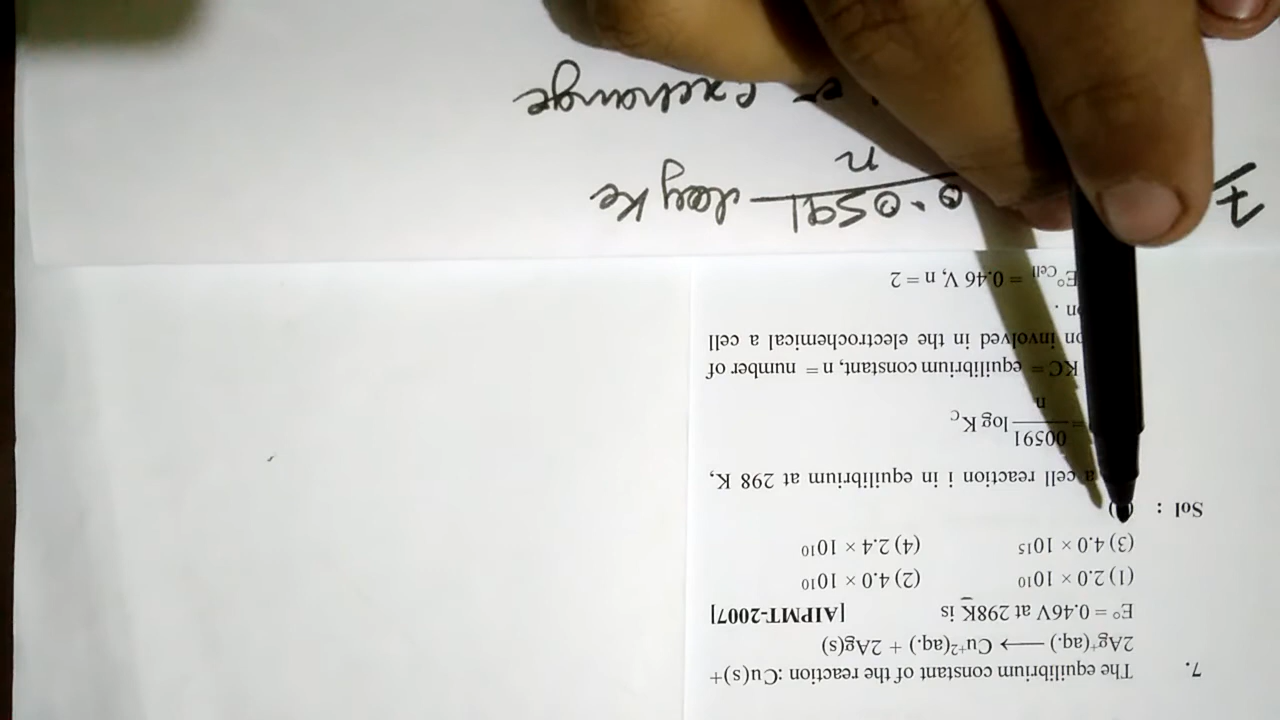 7. The equilibrium constant of the reaction :Cu(s)+
2Ag⁺(aq.) ⟶ Cu⁺²(aq.) + 2Ag(s)
E° = 0.46V at 298K is [AIPMT-2007]
(1) 2.0 × 10¹⁰ (2) 4.0 × 10¹⁰
(3) 4.0 × 10¹⁵ (4) 2.4 × 10¹⁰
Sol :
a cell reaction i in equilibrium at 298 K,
= 00591/n log K_C
KC = equilibrium constant, n = number of
on involved in the electrochemical a cell
on .
E°Cell = 0.46 V, n = 2
0.0591/n log Kc
exchange